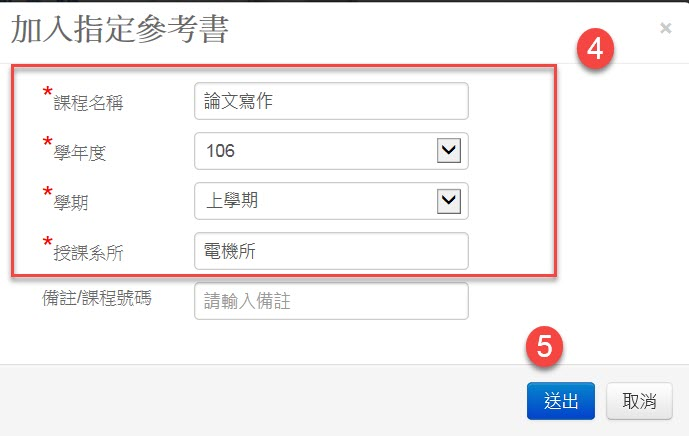 加入指定參考書
×
4
*課程名稱 論文寫作
*學年度 106
*學期 上學期
*授課系所 電機所
備註/課程號碼 請輸入備註
5
送出 取消